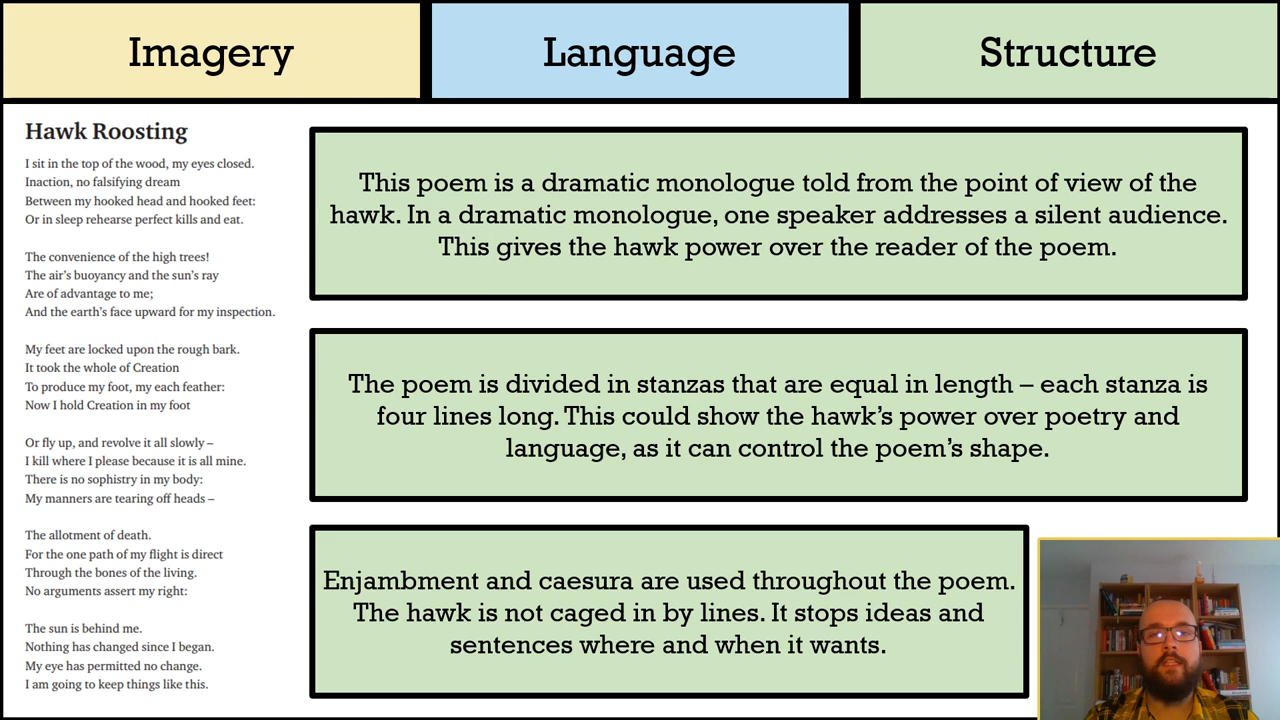 Imagery
Language
Structure
Hawk Roosting
I sit in the top of the wood, my eyes closed.
Inaction, no falsifying dream
Between my hooked head and hooked feet:
Or in sleep rehearse perfect kills and eat.
The convenience of the high trees!
The air's buoyancy and the sun's ray
Are of advantage to me;
And the earth's face upward for my inspection.
My feet are locked upon the rough bark.
It took the whole of Creation
To produce my foot, my each feather:
Now I hold Creation in my foot
Or fly up, and revolve it all slowly –
I kill where I please because it is all mine.
There is no sophistry in my body:
My manners are tearing off heads –
The allotment of death.
For the one path of my flight is direct
Through the bones of the living.
No arguments assert my right:
The sun is behind me.
Nothing has changed since I began.
My eye has permitted no change.
I am going to keep things like this.
This poem is a dramatic monologue told from the point of view of the
hawk. In a dramatic monologue, one speaker addresses a silent audience.
This gives the hawk power over the reader of the poem.
The poem is divided in stanzas that are equal in length – each stanza is
four lines long. This could show the hawk's power over poetry and
language, as it can control the poem's shape.
Enjambment and caesura are used throughout the poem.
The hawk is not caged in by lines. It stops ideas and
sentences where and when it wants.